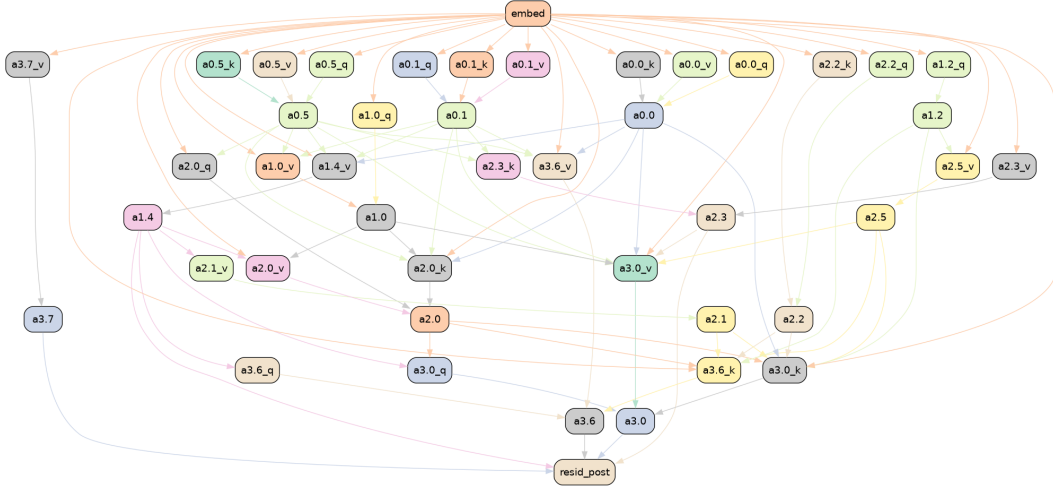 embed
a3.7_v a0.5_k a0.5_v a0.5_q a0.1_q a0.1_k a0.1_v a0.0_k a0.0_v a0.0_q a2.2_k a2.2_q a1.2_q
a0.5 a1.0_q a0.1 a0.0 a1.2
a2.0_q a1.0_v a1.4_v a2.3_k a3.6_v a2.5_v a2.3_v
a1.4 a1.0 a2.3 a2.5
a2.1_v a2.0_v a2.0_k a3.0_v
a3.7 a2.0 a2.1 a2.2
a3.6_q a3.0_q a3.6_k a3.0_k
a3.6 a3.0
resid_post